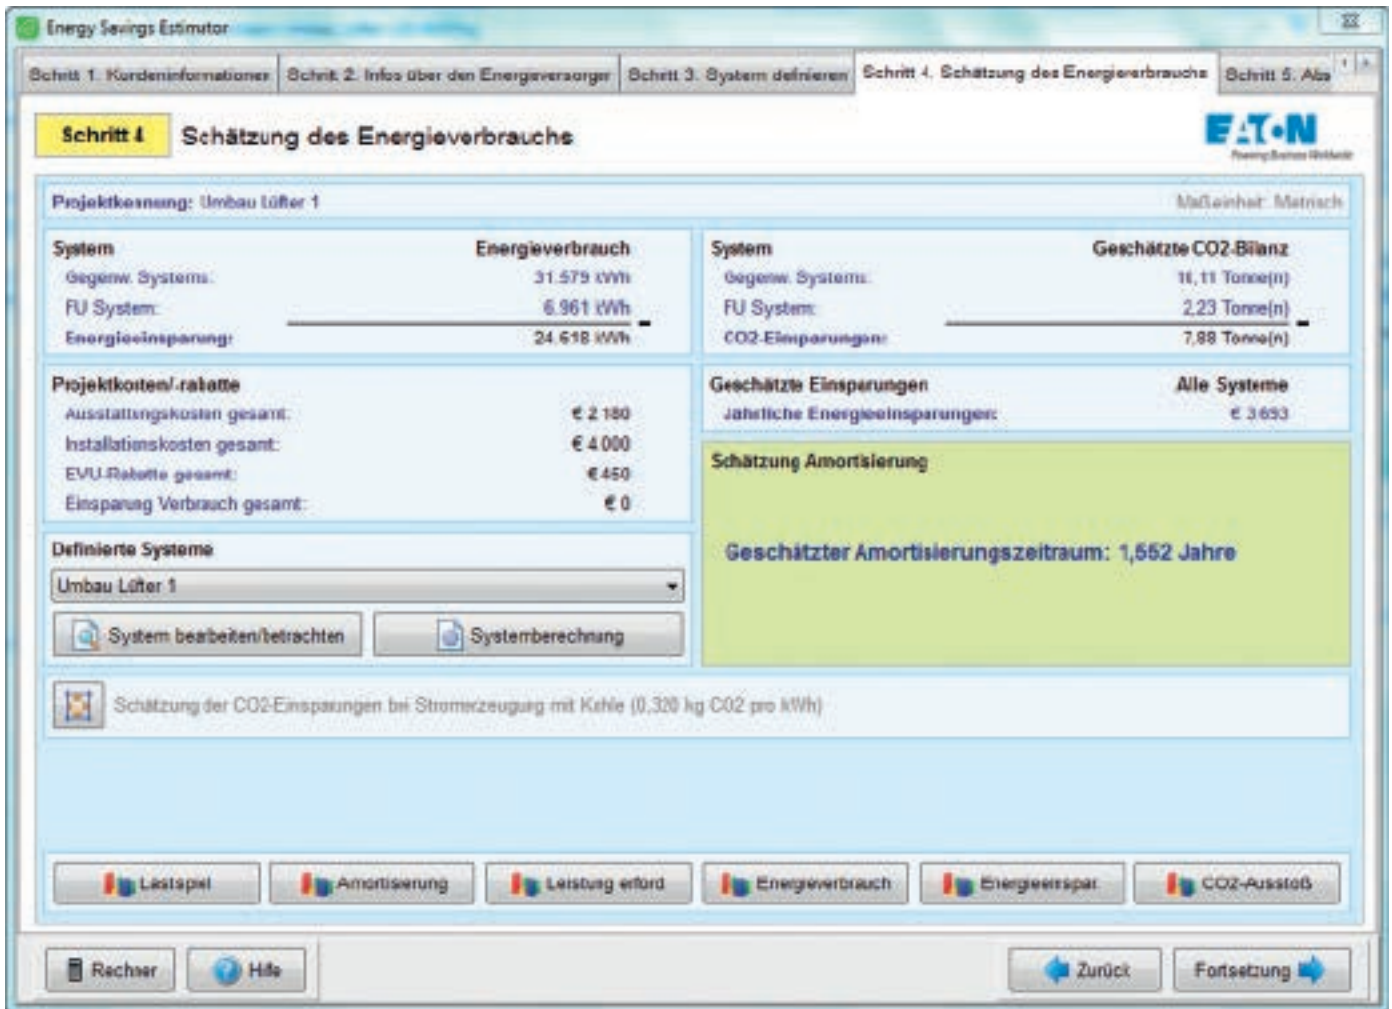 Energy Savings Estimator
Schritt 1. Kundeninformationen
Schritt 2. Infos über den Energieversorger
Schritt 3. System definieren
Schritt 4. Schätzung des Energieverbrauchs
Schritt 5. Abs
Schritt 4
Schätzung des Energieverbrauchs
EATON
Powering Business Worldwide
Projektkennung: Umbau Lüfter 1
Maßeinheit: Metrisch
System Energieverbrauch
Gegenw. Systems: 31.579 kWh
FU System: 6.961 kWh
Energieeinsparung: 24.618 kWh
System Geschätzte CO2-Bilanz
Gegenw. Systems: 10,11 Tonne(n)
FU System: 2,23 Tonne(n)
CO2-Einsparungen: 7,88 Tonne(n)
Projektkosten/-rabatte
Ausstattungskosten gesamt: € 2 180
Installationskosten gesamt: € 4 000
EVU-Rabatte gesamt: € 450
Einsparung Verbrauch gesamt: € 0
Geschätzte Einsparungen Alle Systeme
Jährliche Energieeinsparungen: € 3 693
Schätzung Amortisierung
Geschätzter Amortisierungszeitraum: 1,552 Jahre
Definierte Systeme
Umbau Lüfter 1
System bearbeiten/betrachten
Systemberechnung
Schätzung der CO2-Einsparungen bei Stromerzeugung mit Kohle (0,320 kg CO2 pro kWh)
Lastspiel
Amortisierung
Leistung erford
Energieverbrauch
Energieeinspar.
CO2-Ausstoß
Rechner
Hilfe
Zurück
Fortsetzung